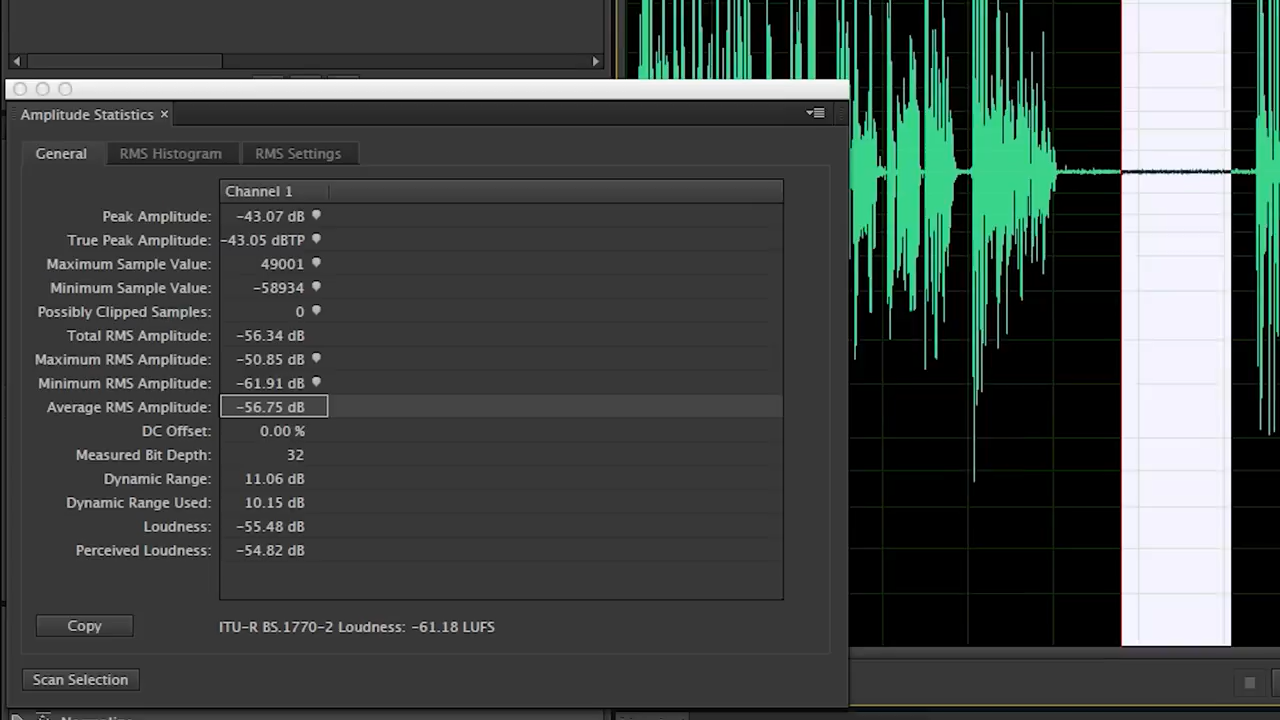 Amplitude Statistics ×
General RMS Histogram RMS Settings
Channel 1
Peak Amplitude: -43.07 dB
True Peak Amplitude: -43.05 dBTP
Maximum Sample Value: 49001
Minimum Sample Value: -58934
Possibly Clipped Samples: 0
Total RMS Amplitude: -56.34 dB
Maximum RMS Amplitude: -50.85 dB
Minimum RMS Amplitude: -61.91 dB
Average RMS Amplitude: -56.75 dB
DC Offset: 0.00 %
Measured Bit Depth: 32
Dynamic Range: 11.06 dB
Dynamic Range Used: 10.15 dB
Loudness: -55.48 dB
Perceived Loudness: -54.82 dB
Copy ITU-R BS.1770-2 Loudness: -61.18 LUFS
Scan Selection